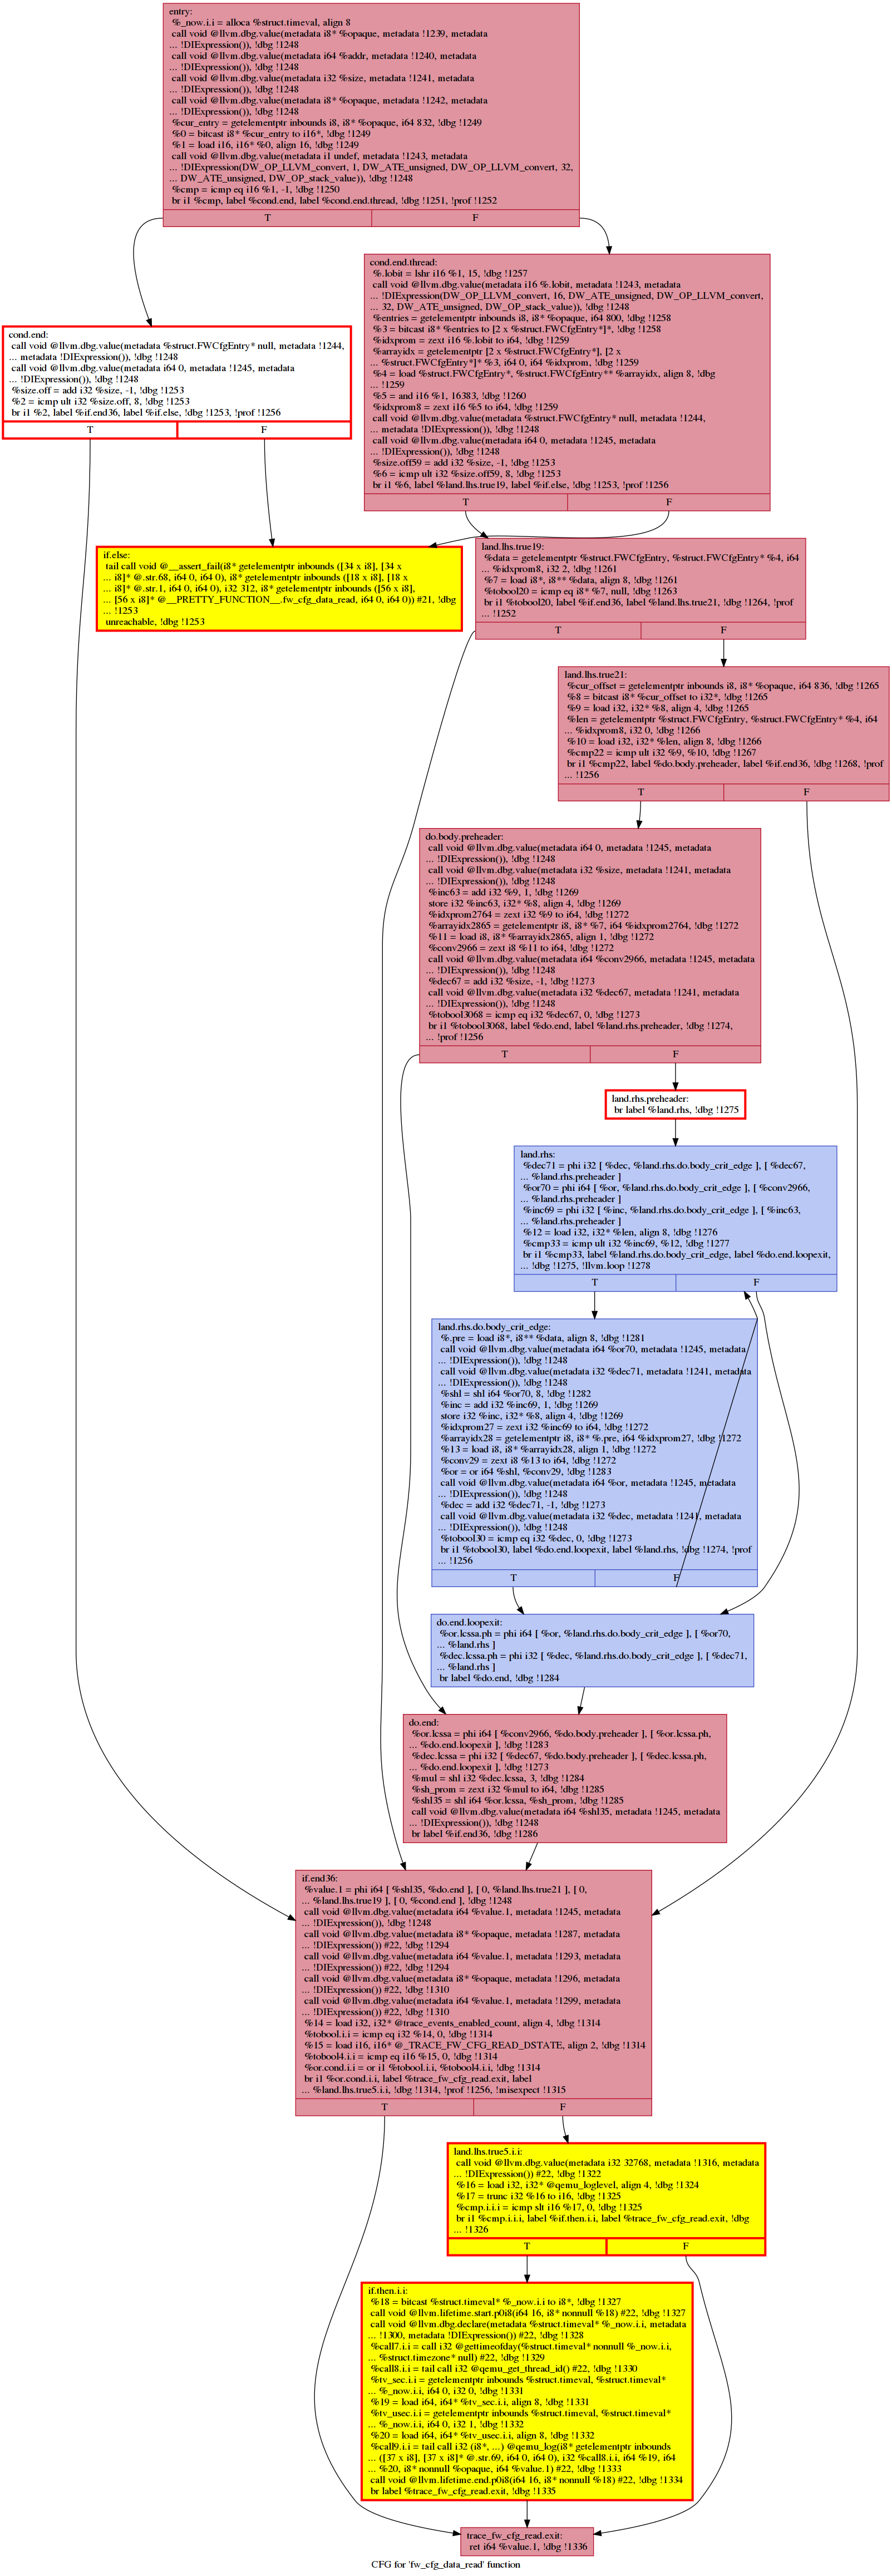 entry:
%_now.i.i = alloca %struct.timeval, align 8
call void @llvm.dbg.value(metadata i8* %opaque, metadata !1239, metadata
... !DIExpression()), !dbg !1248
call void @llvm.dbg.value(metadata i64 %addr, metadata !1240, metadata
... !DIExpression()), !dbg !1248
call void @llvm.dbg.value(metadata i32 %size, metadata !1241, metadata
... !DIExpression()), !dbg !1248
call void @llvm.dbg.value(metadata i8* %opaque, metadata !1242, metadata
... !DIExpression()), !dbg !1248
%cur_entry = getelementptr inbounds i8, i8* %opaque, i64 832, !dbg !1249
%0 = bitcast i8* %cur_entry to i16*, !dbg !1249
%1 = load i16, i16* %0, align 16, !dbg !1249
call void @llvm.dbg.value(metadata i1 undef, metadata !1243, metadata
... !DIExpression(DW_OP_LLVM_convert, 1, DW_ATE_unsigned, DW_OP_LLVM_convert, 32,
... DW_ATE_unsigned, DW_OP_stack_value)), !dbg !1248
%cmp = icmp eq i16 %1, -1, !dbg !1250
br i1 %cmp, label %cond.end, label %cond.end.thread, !dbg !1251, !prof !1252
T F
cond.end.thread:
%.lobit = lshr i16 %1, 15, !dbg !1257
call void @llvm.dbg.value(metadata i16 %.lobit, metadata !1243, metadata
... !DIExpression(DW_OP_LLVM_convert, 16, DW_ATE_unsigned, DW_OP_LLVM_convert,
... 32, DW_ATE_unsigned, DW_OP_stack_value)), !dbg !1248
%entries = getelementptr inbounds i8, i8* %opaque, i64 800, !dbg !1258
%3 = bitcast i8* %entries to [2 x %struct.FWCfgEntry*]*, !dbg !1258
%idxprom = zext i16 %.lobit to i64, !dbg !1259
%arrayidx = getelementptr [2 x %struct.FWCfgEntry*], [2 x
... %struct.FWCfgEntry*]* %3, i64 0, i64 %idxprom, !dbg !1259
%4 = load %struct.FWCfgEntry*, %struct.FWCfgEntry** %arrayidx, align 8, !dbg
... !1259
%5 = and i16 %1, 16383, !dbg !1260
%idxprom8 = zext i16 %5 to i64, !dbg !1259
call void @llvm.dbg.value(metadata %struct.FWCfgEntry* null, metadata !1244,
... metadata !DIExpression()), !dbg !1248
call void @llvm.dbg.value(metadata i64 0, metadata !1245, metadata
... !DIExpression()), !dbg !1248
%size.off59 = add i32 %size, -1, !dbg !1253
%6 = icmp ult i32 %size.off59, 8, !dbg !1253
br i1 %6, label %land.lhs.true19, label %if.else, !dbg !1253, !prof !1256
T F
cond.end:
call void @llvm.dbg.value(metadata %struct.FWCfgEntry* null, metadata !1244,
... metadata !DIExpression()), !dbg !1248
call void @llvm.dbg.value(metadata i64 0, metadata !1245, metadata
... !DIExpression()), !dbg !1248
%size.off = add i32 %size, -1, !dbg !1253
%2 = icmp ult i32 %size.off, 8, !dbg !1253
br i1 %2, label %if.end36, label %if.else, !dbg !1253, !prof !1256
T F
if.else:
tail call void @__assert_fail(i8* getelementptr inbounds ([34 x i8], [34 x
... i8]* @.str.68, i64 0, i64 0), i8* getelementptr inbounds ([18 x i8], [18 x
... i8]* @.str.1, i64 0, i64 0), i32 312, i8* getelementptr inbounds ([56 x i8],
... [56 x i8]* @__PRETTY_FUNCTION__.fw_cfg_data_read, i64 0, i64 0)) #21, !dbg
... !1253
unreachable, !dbg !1253
land.lhs.true19:
%data = getelementptr %struct.FWCfgEntry, %struct.FWCfgEntry* %4, i64
... %idxprom8, i32 2, !dbg !1261
%7 = load i8*, i8** %data, align 8, !dbg !1261
%tobool20 = icmp eq i8* %7, null, !dbg !1263
br i1 %tobool20, label %if.end36, label %land.lhs.true21, !dbg !1264, !prof
... !1252
T F
land.lhs.true21:
%cur_offset = getelementptr inbounds i8, i8* %opaque, i64 836, !dbg !1265
%8 = bitcast i8* %cur_offset to i32*, !dbg !1265
%9 = load i32, i32* %8, align 4, !dbg !1265
%len = getelementptr %struct.FWCfgEntry, %struct.FWCfgEntry* %4, i64
... %idxprom8, i32 0, !dbg !1266
%10 = load i32, i32* %len, align 8, !dbg !1266
%cmp22 = icmp ult i32 %9, %10, !dbg !1267
br i1 %cmp22, label %do.body.preheader, label %if.end36, !dbg !1268, !prof
... !1256
T F
do.body.preheader:
call void @llvm.dbg.value(metadata i64 0, metadata !1245, metadata
... !DIExpression()), !dbg !1248
call void @llvm.dbg.value(metadata i32 %size, metadata !1241, metadata
... !DIExpression()), !dbg !1248
%inc63 = add i32 %9, 1, !dbg !1269
store i32 %inc63, i32* %8, align 4, !dbg !1269
%idxprom2764 = zext i32 %9 to i64, !dbg !1272
%arrayidx2865 = getelementptr i8, i8* %7, i64 %idxprom2764, !dbg !1272
%11 = load i8, i8* %arrayidx2865, align 1, !dbg !1272
%conv2966 = zext i8 %11 to i64, !dbg !1272
call void @llvm.dbg.value(metadata i64 %conv2966, metadata !1245, metadata
... !DIExpression()), !dbg !1248
%dec67 = add i32 %size, -1, !dbg !1273
call void @llvm.dbg.value(metadata i32 %dec67, metadata !1241, metadata
... !DIExpression()), !dbg !1248
%tobool3068 = icmp eq i32 %dec67, 0, !dbg !1273
br i1 %tobool3068, label %do.end, label %land.rhs.preheader, !dbg !1274,
... !prof !1256
T F
land.rhs.preheader:
br label %land.rhs, !dbg !1275
land.rhs:
%dec71 = phi i32 [ %dec, %land.rhs.do.body_crit_edge ], [ %dec67,
... %land.rhs.preheader ]
%or70 = phi i64 [ %or, %land.rhs.do.body_crit_edge ], [ %conv2966,
... %land.rhs.preheader ]
%inc69 = phi i32 [ %inc, %land.rhs.do.body_crit_edge ], [ %inc63,
... %land.rhs.preheader ]
%12 = load i32, i32* %len, align 8, !dbg !1276
%cmp33 = icmp ult i32 %inc69, %12, !dbg !1277
br i1 %cmp33, label %land.rhs.do.body_crit_edge, label %do.end.loopexit,
... !dbg !1275, !llvm.loop !1278
T F
land.rhs.do.body_crit_edge:
%.pre = load i8*, i8** %data, align 8, !dbg !1281
call void @llvm.dbg.value(metadata i64 %or70, metadata !1245, metadata
... !DIExpression()), !dbg !1248
call void @llvm.dbg.value(metadata i32 %dec71, metadata !1241, metadata
... !DIExpression()), !dbg !1248
%shl = shl i64 %or70, 8, !dbg !1282
%inc = add i32 %inc69, 1, !dbg !1269
store i32 %inc, i32* %8, align 4, !dbg !1269
%idxprom27 = zext i32 %inc69 to i64, !dbg !1272
%arrayidx28 = getelementptr i8, i8* %.pre, i64 %idxprom27, !dbg !1272
%13 = load i8, i8* %arrayidx28, align 1, !dbg !1272
%conv29 = zext i8 %13 to i64, !dbg !1272
%or = or i64 %shl, %conv29, !dbg !1283
call void @llvm.dbg.value(metadata i64 %or, metadata !1245, metadata
... !DIExpression()), !dbg !1248
%dec = add i32 %dec71, -1, !dbg !1273
call void @llvm.dbg.value(metadata i32 %dec, metadata !1241, metadata
... !DIExpression()), !dbg !1248
%tobool30 = icmp eq i32 %dec, 0, !dbg !1273
br i1 %tobool30, label %do.end.loopexit, label %land.rhs, !dbg !1274, !prof
... !1256
T F
do.end.loopexit:
%or.lcssa.ph = phi i64 [ %or, %land.rhs.do.body_crit_edge ], [ %or70,
... %land.rhs ]
%dec.lcssa.ph = phi i32 [ %dec, %land.rhs.do.body_crit_edge ], [ %dec71,
... %land.rhs ]
br label %do.end, !dbg !1284
do.end:
%or.lcssa = phi i64 [ %conv2966, %do.body.preheader ], [ %or.lcssa.ph,
... %do.end.loopexit ], !dbg !1283
%dec.lcssa = phi i32 [ %dec67, %do.body.preheader ], [ %dec.lcssa.ph,
... %do.end.loopexit ], !dbg !1273
%mul = shl i32 %dec.lcssa, 3, !dbg !1284
%sh_prom = zext i32 %mul to i64, !dbg !1285
%shl35 = shl i64 %or.lcssa, %sh_prom, !dbg !1285
call void @llvm.dbg.value(metadata i64 %shl35, metadata !1245, metadata
... !DIExpression()), !dbg !1248
br label %if.end36, !dbg !1286
if.end36:
%value.1 = phi i64 [ %shl35, %do.end ], [ 0, %land.lhs.true21 ], [ 0,
... %land.lhs.true19 ], [ 0, %cond.end ], !dbg !1248
call void @llvm.dbg.value(metadata i64 %value.1, metadata !1245, metadata
... !DIExpression()), !dbg !1248
call void @llvm.dbg.value(metadata i8* %opaque, metadata !1287, metadata
... !DIExpression()) #22, !dbg !1294
call void @llvm.dbg.value(metadata i64 %value.1, metadata !1293, metadata
... !DIExpression()) #22, !dbg !1294
call void @llvm.dbg.value(metadata i8* %opaque, metadata !1296, metadata
... !DIExpression()) #22, !dbg !1310
call void @llvm.dbg.value(metadata i64 %value.1, metadata !1299, metadata
... !DIExpression()) #22, !dbg !1310
%14 = load i32, i32* @trace_events_enabled_count, align 4, !dbg !1314
%tobool.i.i = icmp eq i32 %14, 0, !dbg !1314
%15 = load i16, i16* @_TRACE_FW_CFG_READ_DSTATE, align 2, !dbg !1314
%tobool4.i.i = icmp eq i16 %15, 0, !dbg !1314
%or.cond.i.i = or i1 %tobool.i.i, %tobool4.i.i, !dbg !1314
br i1 %or.cond.i.i, label %trace_fw_cfg_read.exit, label
... %land.lhs.true5.i.i, !dbg !1314, !prof !1256, !misexpect !1315
T F
land.lhs.true5.i.i:
call void @llvm.dbg.value(metadata i32 32768, metadata !1316, metadata
... !DIExpression()) #22, !dbg !1322
%16 = load i32, i32* @qemu_loglevel, align 4, !dbg !1324
%17 = trunc i32 %16 to i16, !dbg !1325
%cmp.i.i.i = icmp slt i16 %17, 0, !dbg !1325
br i1 %cmp.i.i.i, label %if.then.i.i, label %trace_fw_cfg_read.exit, !dbg
... !1326
T F
if.then.i.i:
%18 = bitcast %struct.timeval* %_now.i.i to i8*, !dbg !1327
call void @llvm.lifetime.start.p0i8(i64 16, i8* nonnull %18) #22, !dbg !1327
call void @llvm.dbg.declare(metadata %struct.timeval* %_now.i.i, metadata
... !1300, metadata !DIExpression()) #22, !dbg !1328
%call7.i.i = call i32 @gettimeofday(%struct.timeval* nonnull %_now.i.i,
... %struct.timezone* null) #22, !dbg !1329
%call8.i.i = tail call i32 @qemu_get_thread_id() #22, !dbg !1330
%tv_sec.i.i = getelementptr inbounds %struct.timeval, %struct.timeval*
... %_now.i.i, i64 0, i32 0, !dbg !1331
%19 = load i64, i64* %tv_sec.i.i, align 8, !dbg !1331
%tv_usec.i.i = getelementptr inbounds %struct.timeval, %struct.timeval*
... %_now.i.i, i64 0, i32 1, !dbg !1332
%20 = load i64, i64* %tv_usec.i.i, align 8, !dbg !1332
%call9.i.i = tail call i32 (i8*, ...) @qemu_log(i8* getelementptr inbounds
... ([37 x i8], [37 x i8]* @.str.69, i64 0, i64 0), i32 %call8.i.i, i64 %19, i64
... %20, i8* nonnull %opaque, i64 %value.1) #22, !dbg !1333
call void @llvm.lifetime.end.p0i8(i64 16, i8* nonnull %18) #22, !dbg !1334
br label %trace_fw_cfg_read.exit, !dbg !1335
trace_fw_cfg_read.exit:
ret i64 %value.1, !dbg !1336
CFG for 'fw_cfg_data_read' function